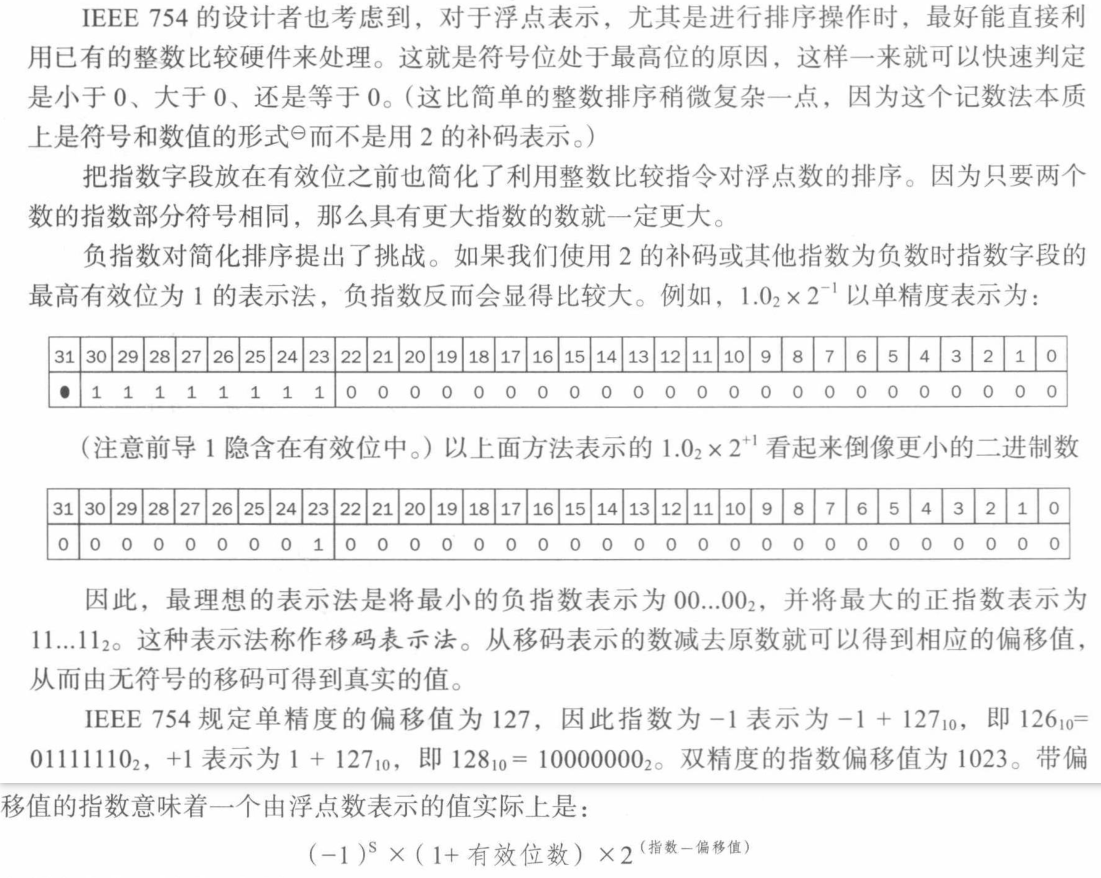 IEEE 754 的设计者也考虑到，对于浮点表示，尤其是进行排序操作时，最好能直接利
用已有的整数比较硬件来处理。这就是符号位处于最高位的原因，这样一来就可以快速判定
是小于 0、大于 0、还是等于 0。（这比简单的整数排序稍微复杂一点，因为这个记数法本质
上是符号和数值的形式㊀而不是用 2 的补码表示。）
把指数字段放在有效位之前也简化了利用整数比较指令对浮点数的排序。因为只要两个
数的指数部分符号相同，那么具有更大指数的数就一定更大。
负指数对简化排序提出了挑战。如果我们使用 2 的补码或其他指数为负数时指数字段的
最高有效位为 1 的表示法，负指数反而会显得比较大。例如，1.0₂ × 2⁻¹ 以单精度表示为：
31 30 29 28 27 26 25 24 23 22 21 20 19 18 17 16 15 14 13 12 11 10 9 8 7 6 5 4 3 2 1 0
0 1 1 1 1 1 1 1 1 0 0 0 0 0 0 0 0 0 0 0 0 0 0 0 0 0 0 0 0 0 0 0
（注意前导 1 隐含在有效位中。）以上面方法表示的 1.0₂ × 2⁺¹ 看起来倒像更小的二进制数
31 30 29 28 27 26 25 24 23 22 21 20 19 18 17 16 15 14 13 12 11 10 9 8 7 6 5 4 3 2 1 0
0 0 0 0 0 0 0 0 1 0 0 0 0 0 0 0 0 0 0 0 0 0 0 0 0 0 0 0 0 0 0 0
因此，最理想的表示法是将最小的负指数表示为 00...00₂，并将最大的正指数表示为
11...11₂。这种表示法称作移码表示法。从移码表示的数减去原数就可以得到相应的偏移值，
从而由无符号的移码可得到真实的值。
IEEE 754 规定单精度的偏移值为 127，因此指数为 −1 表示为 −1 + 127₁₀，即 126₁₀=
01111110₂，+1 表示为 1 + 127₁₀，即 128₁₀ = 10000000₂。双精度的指数偏移值为 1023。带偏
移值的指数意味着一个由浮点数表示的值实际上是：
(−1)ˢ × (1+ 有效位数) × 2⁽指数−偏移值⁾